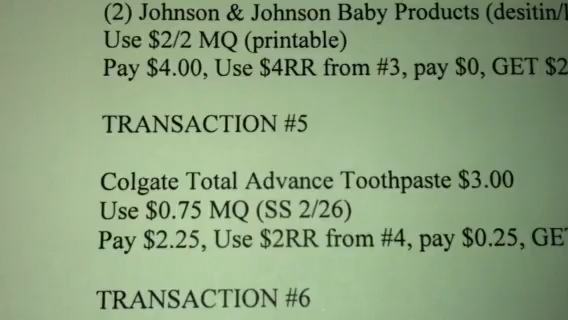 (2) Johnson & Johnson Baby Products (desitin/
Use $2/2 MQ (printable)
Pay $4.00, Use $4RR from #3, pay $0, GET $2
TRANSACTION #5
Colgate Total Advance Toothpaste $3.00
Use $0.75 MQ (SS 2/26)
Pay $2.25, Use $2RR from #4, pay $0.25, GE
TRANSACTION #6